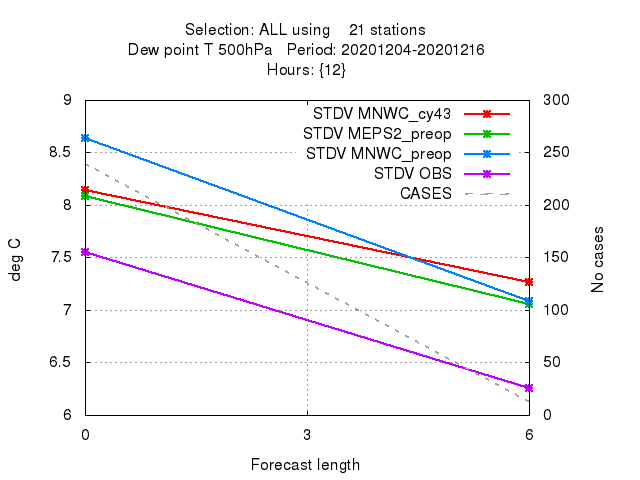 Selection: ALL using    21 stations
Dew point T 500hPa   Period: 20201204-20201216
Hours: {12}
STDV MNWC_cy43
STDV MEPS2_preop
STDV MNWC_preop
STDV OBS
CASES
9
8.5
8
7.5
7
6.5
6
deg C
300
250
200
150
100
50
0
No cases
0 3 6
Forecast length